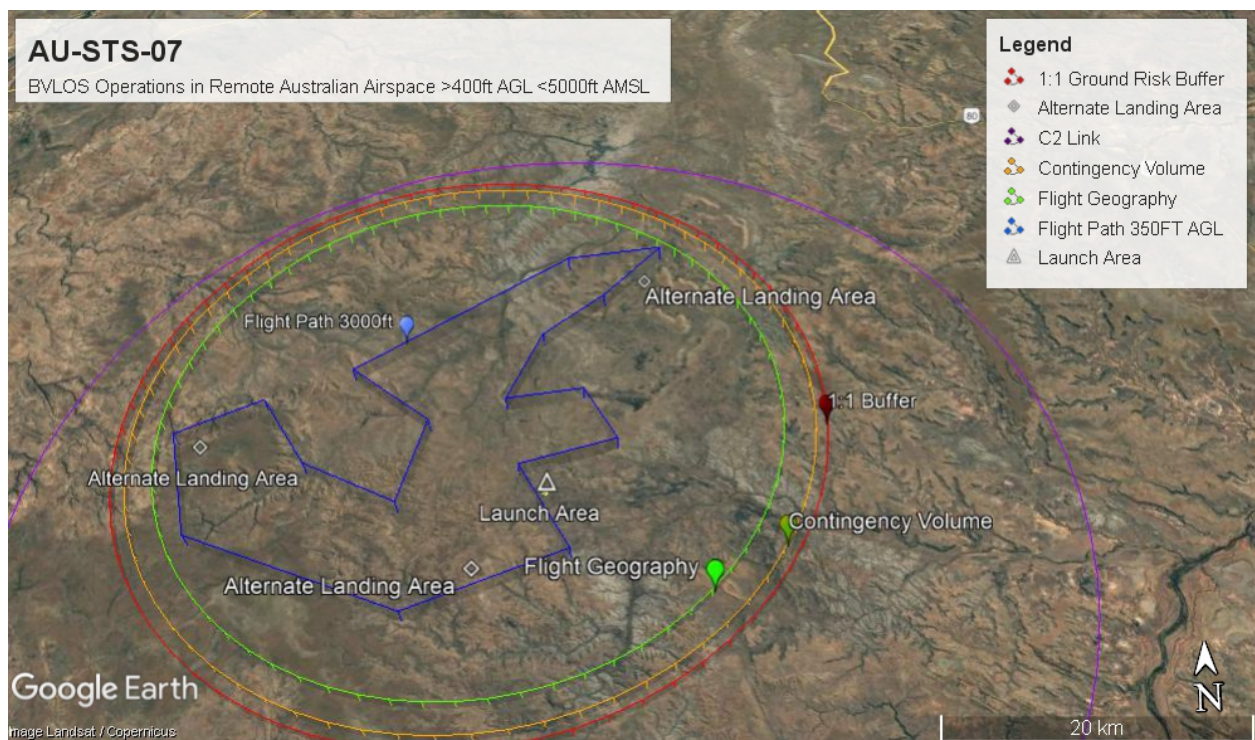 AU-STS-07
BVLOS Operations in Remote Australian Airspace >400ft AGL <5000ft AMSL
Legend
1:1 Ground Risk Buffer
Alternate Landing Area
C2 Link
Contingency Volume
Flight Geography
Flight Path 350FT AGL
Launch Area
80
Alternate Landing Area
Flight Path 3000ft
1:1 Buffer
Alternate Landing Area
Launch Area
Contingency Volume
Flight Geography
Alternate Landing Area
Google Earth
Image Landsat / Copernicus
N
20 km